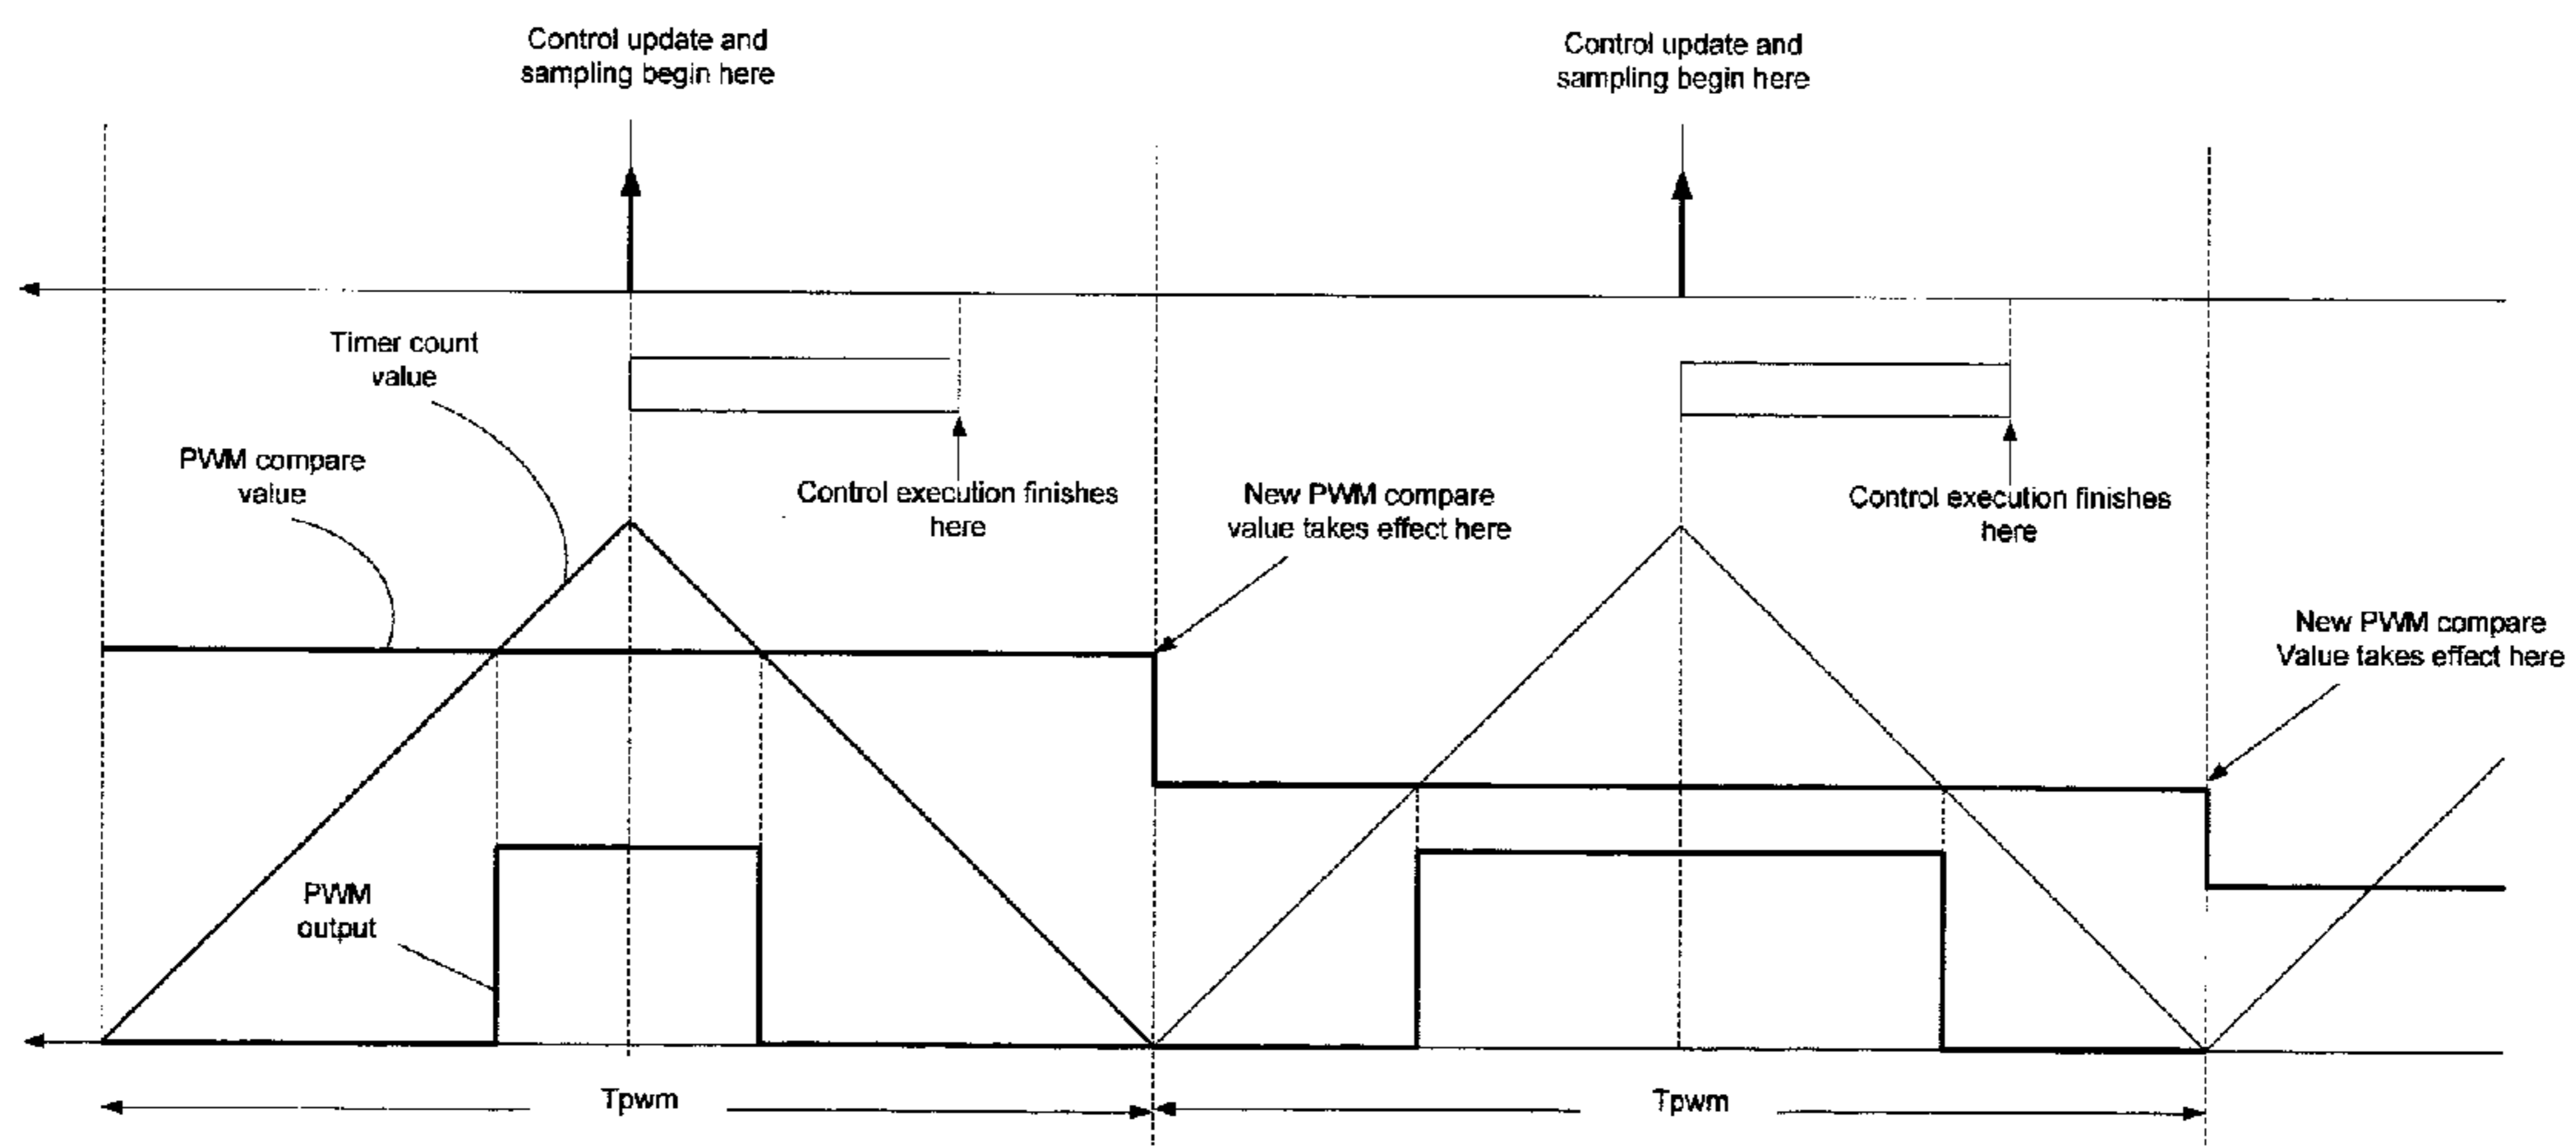 Control update and
sampling begin here
Control update and
sampling begin here
Timer count
value
PWM compare
value
Control execution finishes
here
New PWM compare
value takes effect here
Control execution finishes
here
New PWM compare
Value takes effect here
PWM
output
Tpwm
Tpwm